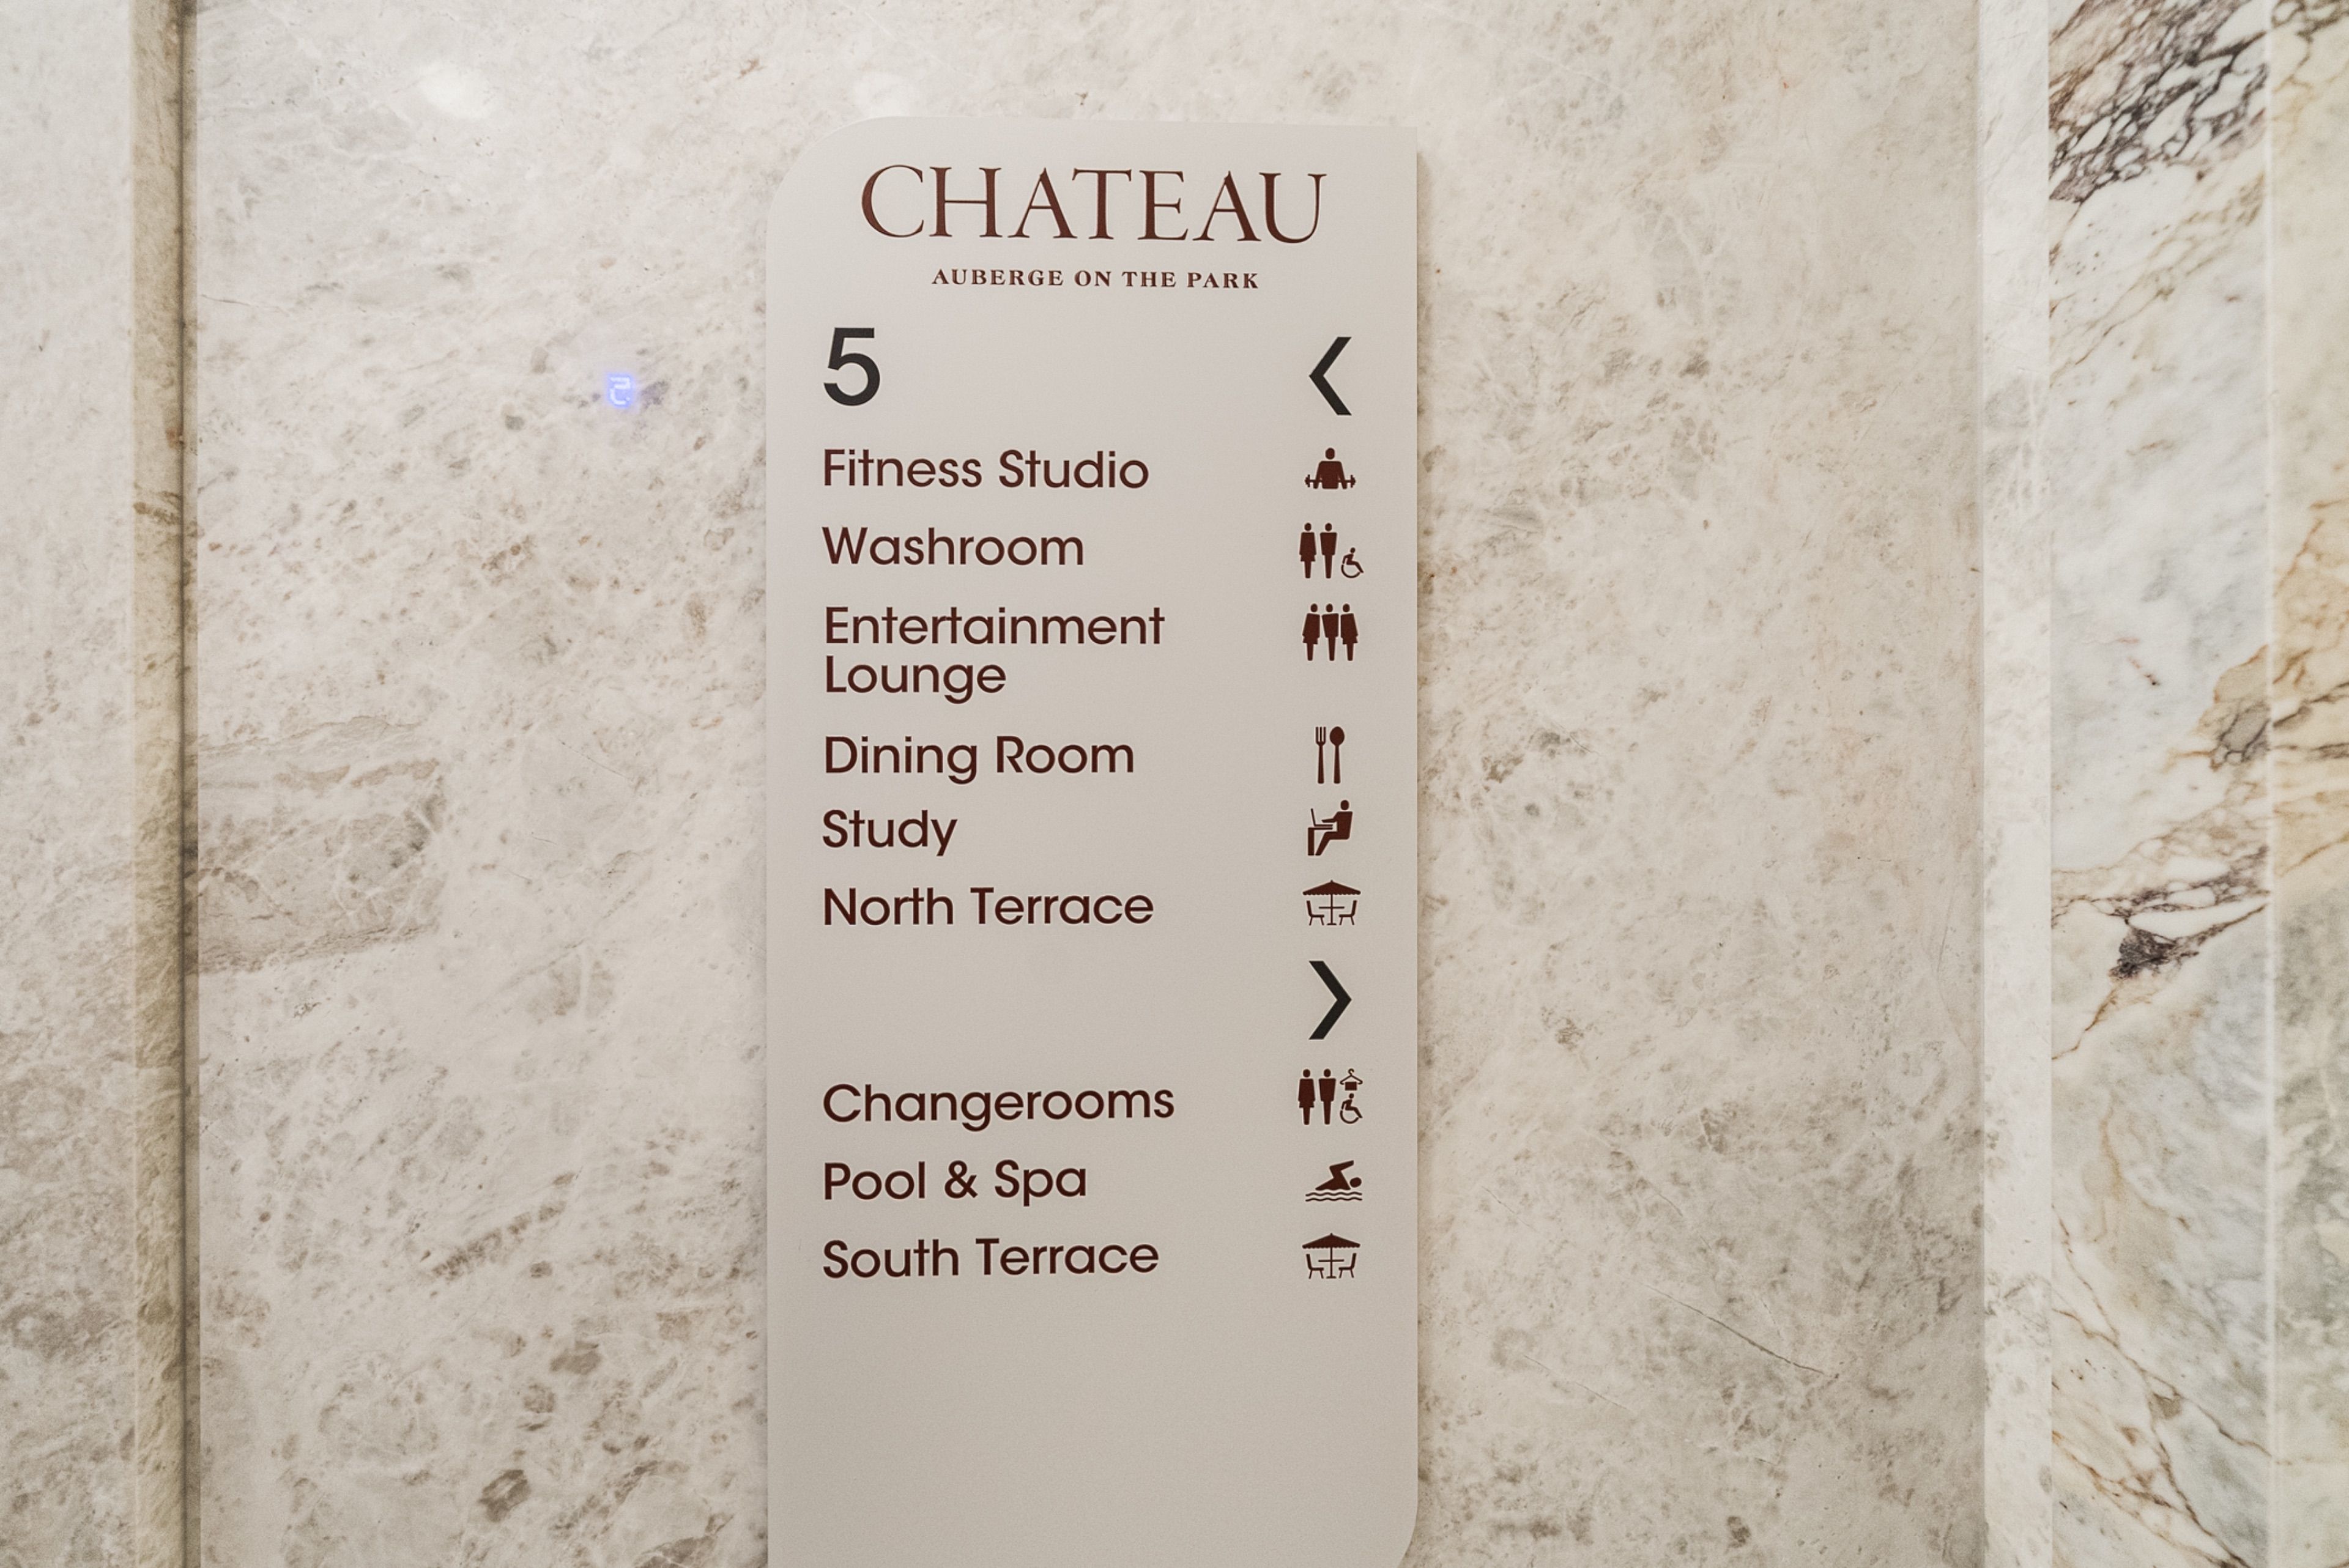 CHATEAU
AUBERGE ON THE PARK
5
Fitness Studio
Washroom
Entertainment
Lounge
Dining Room
Study
North Terrace
Changerooms
Pool & Spa
South Terrace